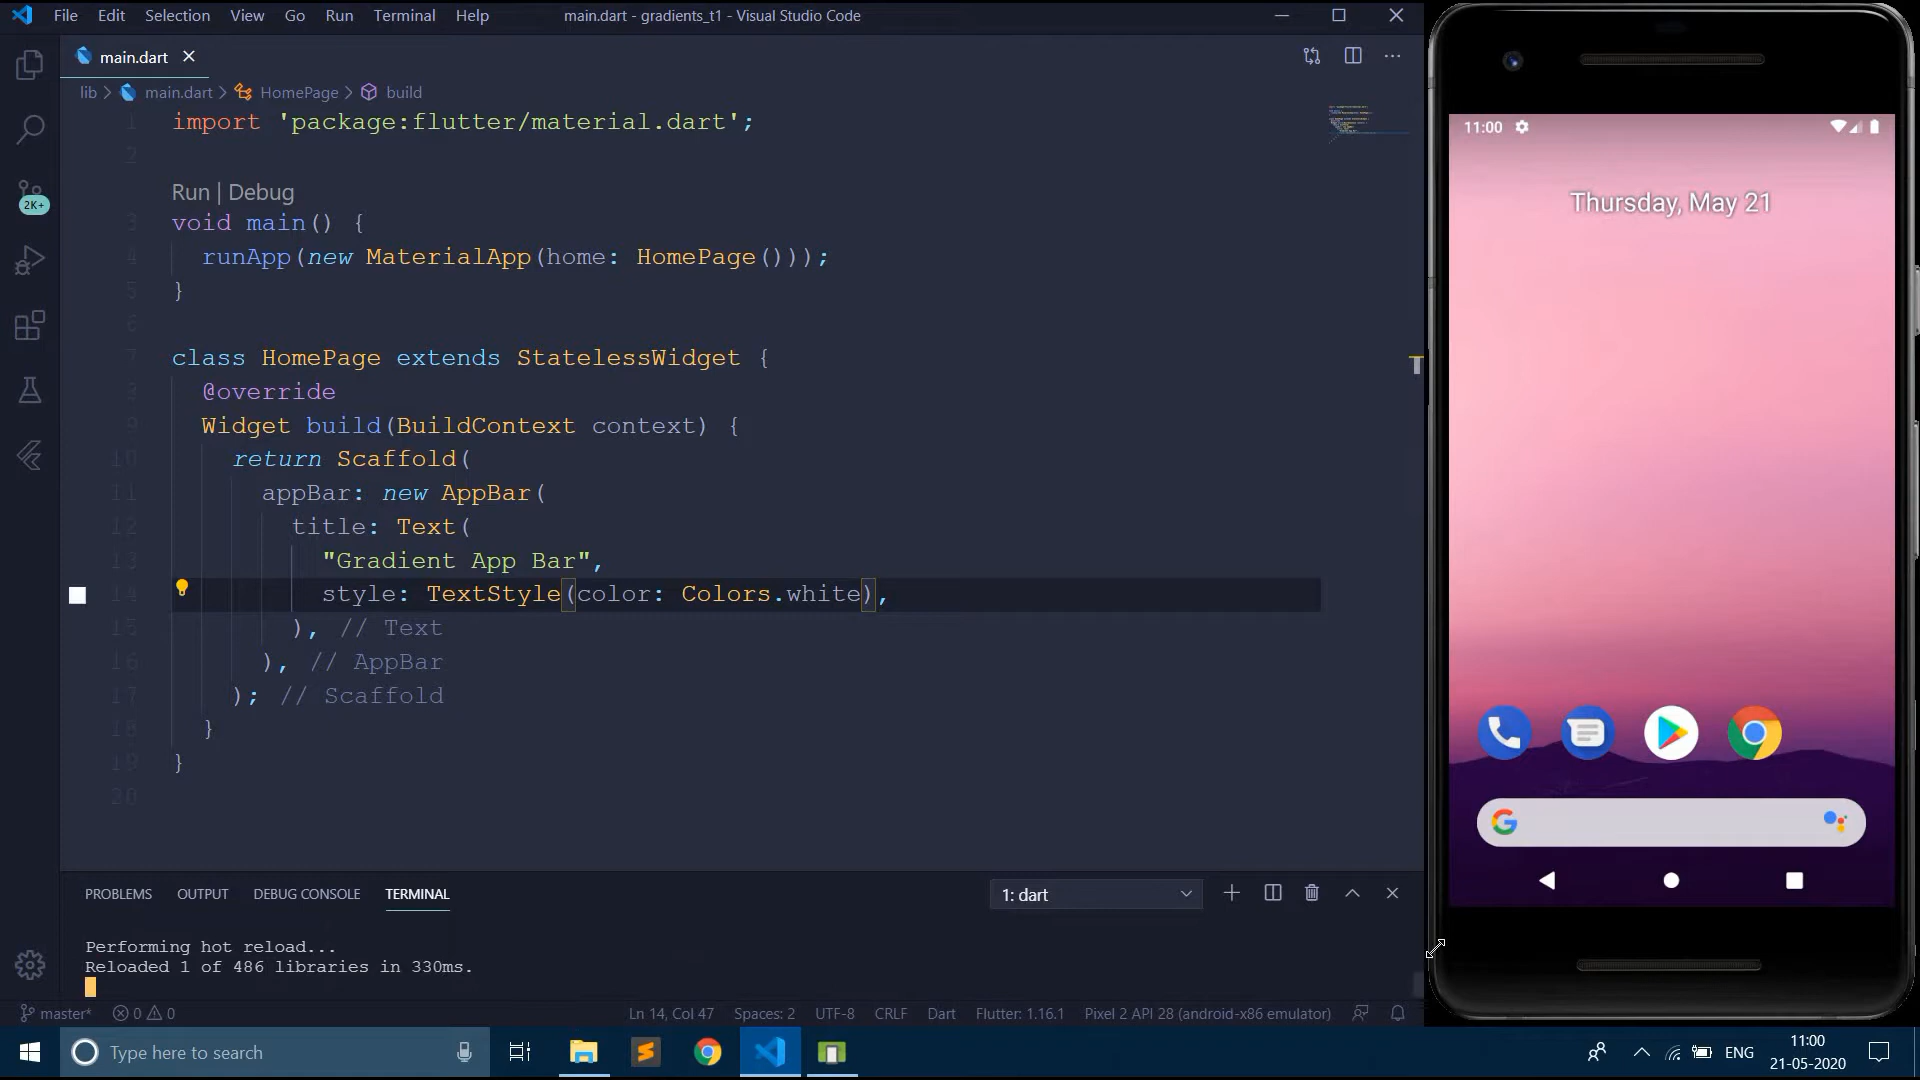 File Edit Selection View Go Run Terminal Help main.dart - gradients_t1 - Visual Studio Code
main.dart
lib > main.dart > HomePage > build
1 import 'package:flutter/material.dart';
2
Run | Debug
3 void main() {
4 runApp(new MaterialApp(home: HomePage()));
5 }
6
7 class HomePage extends StatelessWidget {
8 @override
9 Widget build(BuildContext context) {
10 return Scaffold(
11 appBar: new AppBar(
12 title: Text(
13 "Gradient App Bar",
14 style: TextStyle(color: Colors.white),
15 ), // Text
16 ), // AppBar
17 ); // Scaffold
18 }
19 }
20
2K+
PROBLEMS OUTPUT DEBUG CONSOLE TERMINAL 1: dart
Performing hot reload...
Reloaded 1 of 486 libraries in 330ms.
master* 0 0 Ln 14, Col 47 Spaces: 2 UTF-8 CRLF Dart Flutter: 1.16.1 Pixel 2 API 28 (android-x86 emulator)
11:00
Thursday, May 21
Type here to search
ENG
11:00
21-05-2020